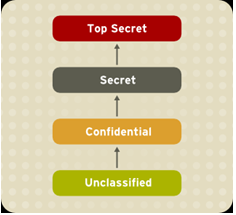 Top Secret
Secret
Confidential
Unclassified